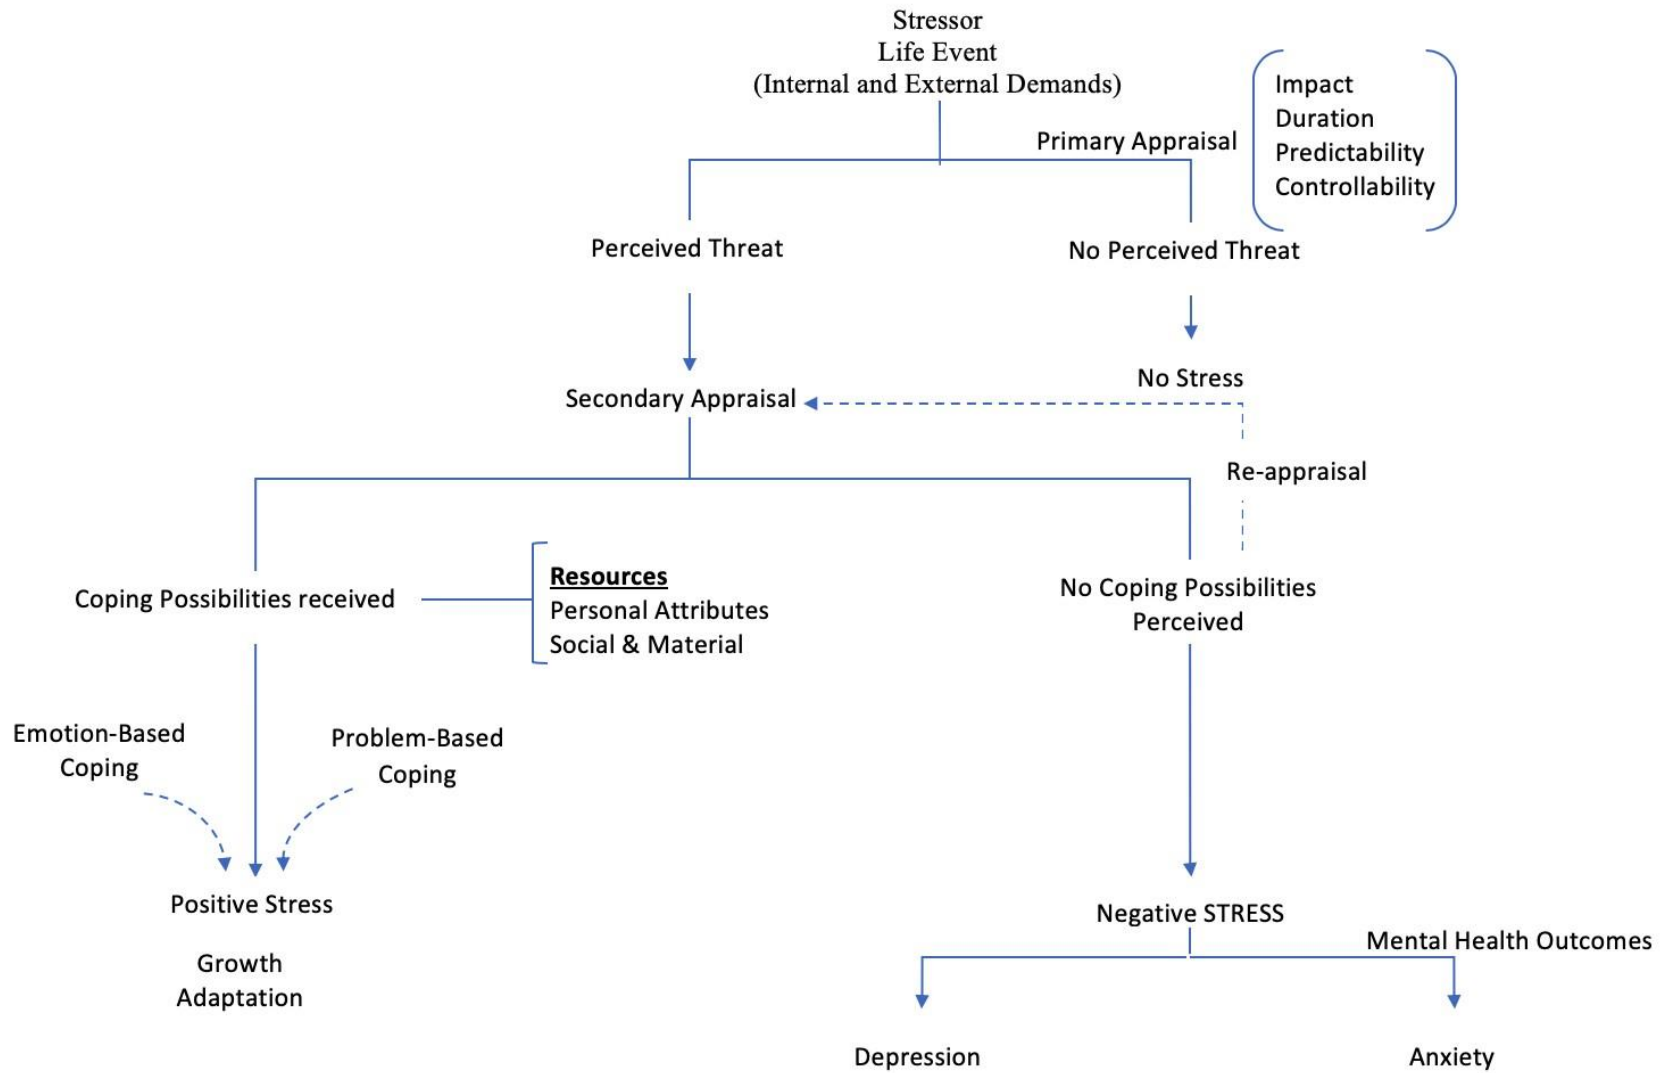 Stressor
Life Event
(Internal and External Demands)
Primary Appraisal
Impact
Duration
Predictability
Controllability
Perceived Threat
No Perceived Threat
No Stress
Secondary Appraisal
Re-appraisal
Coping Possibilities received
Resources
Personal Attributes
Social & Material
No Coping Possibilities
Perceived
Emotion-Based
Coping
Problem-Based
Coping
Positive Stress
Growth
Adaptation
Negative STRESS
Mental Health Outcomes
Depression
Anxiety